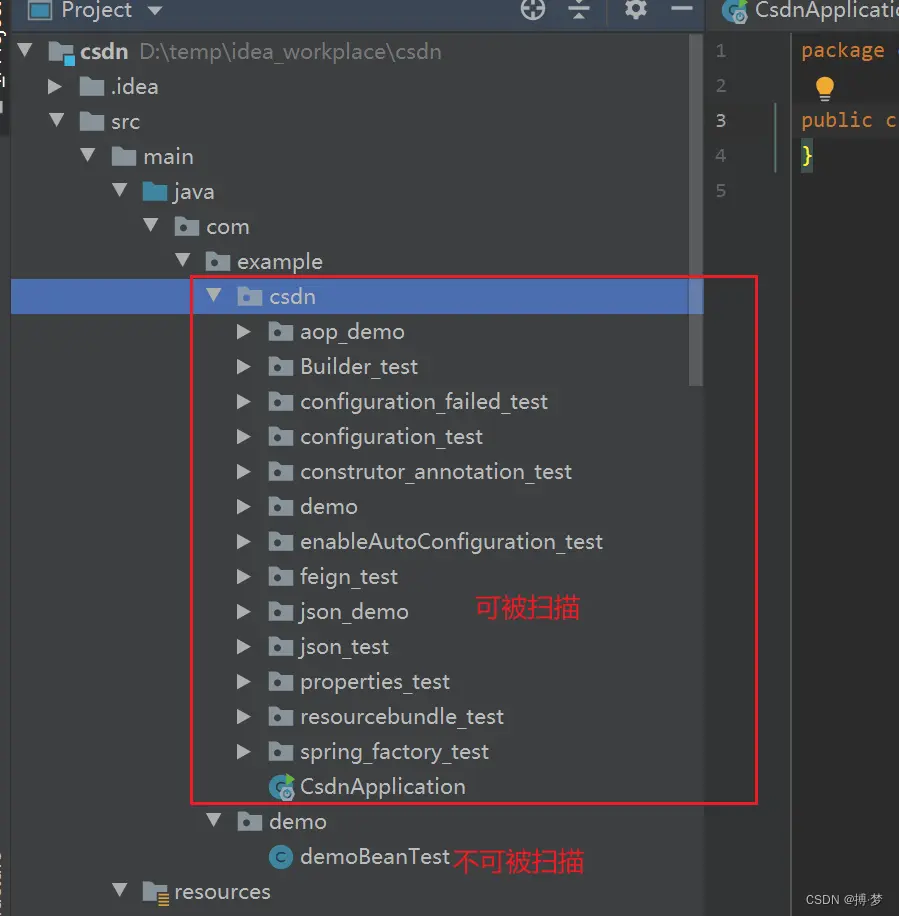 Project
CsdnApplicatio
csdn D:\temp\idea_workplace\csdn
.idea
src
main
java
com
example
csdn
aop_demo
Builder_test
configuration_failed_test
configuration_test
construtor_annotation_test
demo
enableAutoConfiguration_test
feign_test
json_demo
可被扫描
json_test
properties_test
resourcebundle_test
spring_factory_test
CsdnApplication
demo
demoBeanTest 不可被扫描
resources
1 package
2
3 public c
4 }
5
CSDN @搏·梦